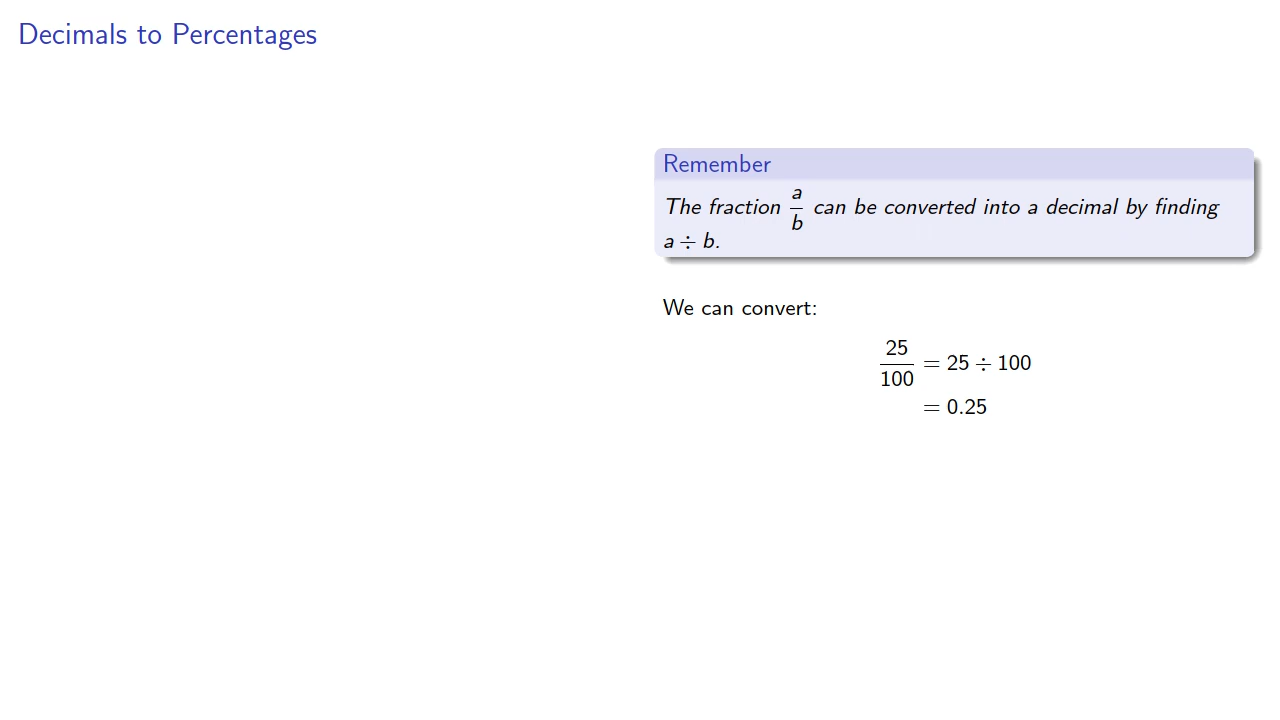 Decimals to Percentages
Remember
The fraction a/b can be converted into a decimal by finding
a ÷ b.
We can convert:
25/100 = 25 ÷ 100
= 0.25